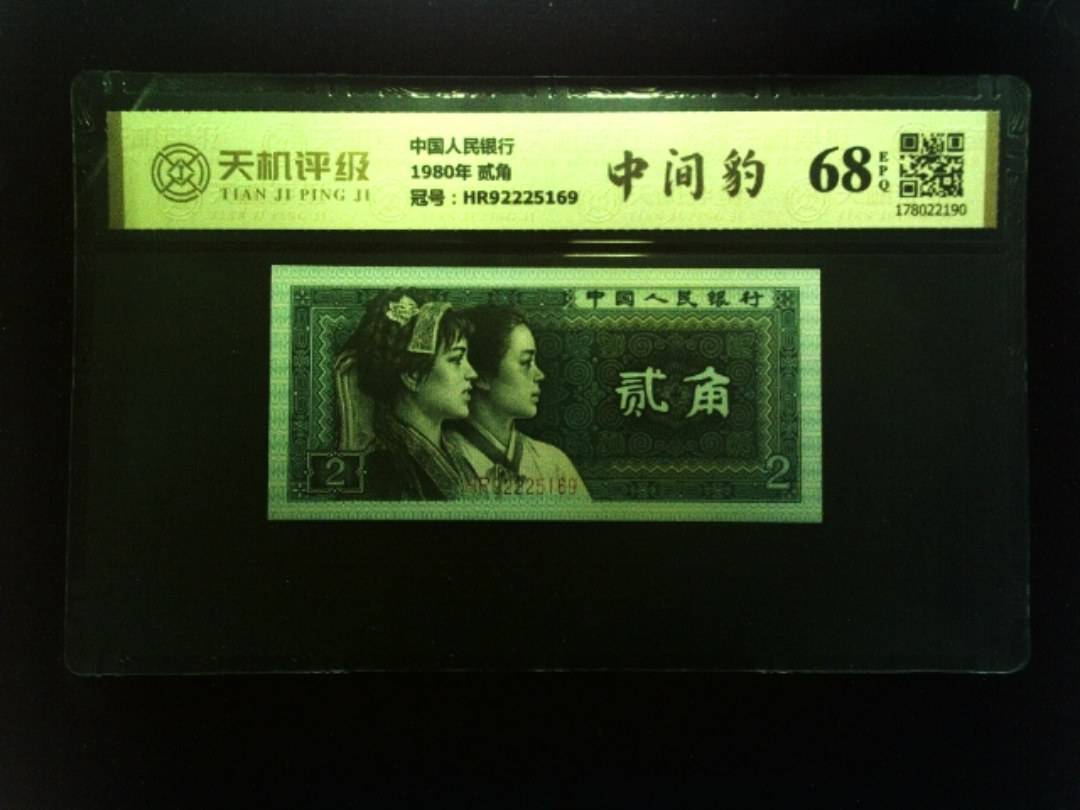 天机评级
TIAN JI PING JI
中国人民银行
1980年 贰角
冠号：HR92225169
中间豹
68
EPQ
178022190
中国人民银行
贰角
2
2
HR92225169